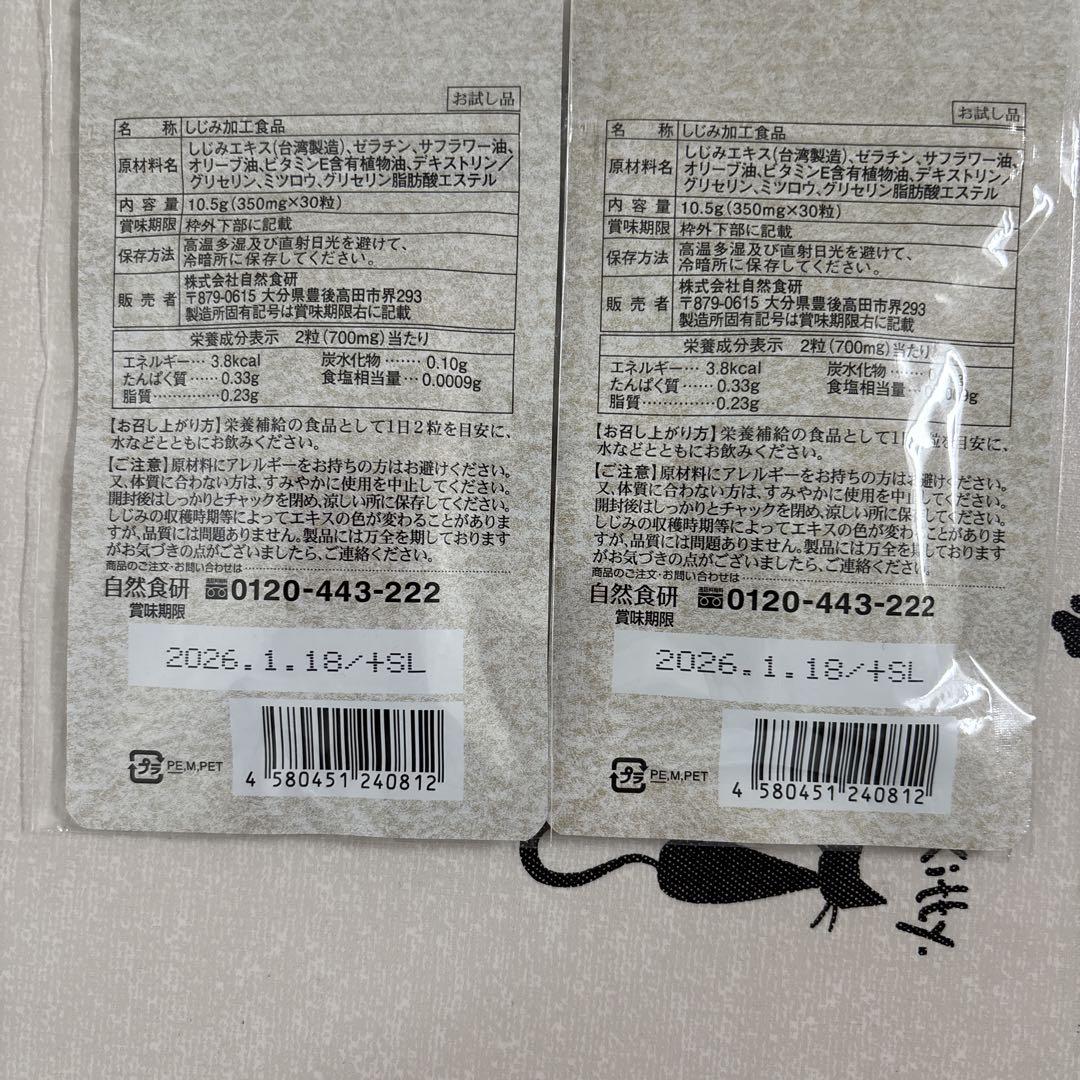 お試し品
名 称 しじみ加工食品
原材料名 しじみエキス(台湾製造)、ゼラチン、サフラワー油、
オリーブ油、ビタミンE含有植物油、デキストリン/
グリセリン、ミツロウ、グリセリン脂肪酸エステル
内容量 10.5g(350mg×30粒)
賞味期限 枠外下部に記載
保存方法 高温多湿及び直射日光を避けて、
冷暗所に保存してください。
販売者 株式会社自然食研
〒879-0615 大分県豊後高田市界293
製造所固有記号は賞味期限右に記載
栄養成分表示 2粒(700mg)当たり
エネルギー… 3.8kcal 炭水化物……‥ 0.10g
たんぱく質…… 0.33g 食塩相当量… 0.0009g
脂質………….. 0.23g
【お召し上がり方】栄養補給の食品として1日2粒を目安に、
水などとともにお飲みください。
【ご注意】原材料にアレルギーをお持ちの方はお避けください。
又、体質に合わない方は、すみやかに使用を中止してください。
開封後はしっかりとチャックを閉め、涼しい所に保存してください。
しじみの収穫時期等によってエキスの色が変わることがありま
すが、品質には問題ありません。製品には万全を期しております
がお気づきの点がございましたら、ご連絡ください。
商品のご注文・お問い合わせは
自然食研 0120-443-222
賞味期限
2026.1.18/+SL
プラ PE,M,PET
4 580451 240812
お試し品
名 称 しじみ加工食品
原材料名 しじみエキス(台湾製造)、ゼラチン、サフラワー油、
オリーブ油、ビタミンE含有植物油、デキストリン/
グリセリン、ミツロウ、グリセリン脂肪酸エステル
内容量 10.5g(350mg×30粒)
賞味期限 枠外下部に記載
保存方法 高温多湿及び直射日光を避けて、
冷暗所に保存してください。
販売者 株式会社自然食研
〒879-0615 大分県豊後高田市界293
製造所固有記号は賞味期限右に記載
栄養成分表示 2粒(700mg)当たり
エネルギー… 3.8kcal 炭水化物……
たんぱく質…… 0.33g 食塩相当量…
脂質………….. 0.23g
【お召し上がり方】栄養補給の食品として1日2粒を目安に、
水などとともにお飲みください。
【ご注意】原材料にアレルギーをお持ちの方はお避けください。
又、体質に合わない方は、すみやかに使用を中止してください。
開封後はしっかりとチャックを閉め、涼しい所に保存してください。
しじみの収穫時期等によってエキスの色が変わることがありま
すが、品質には問題ありません。製品には万全を期しております
がお気づきの点がございましたら、ご連絡ください。
商品のご注文・お問い合わせは
自然食研 0120-443-222
賞味期限
2026.1.18/+SL
プラ PE,M,PET
4 580451 240812
Kitty.